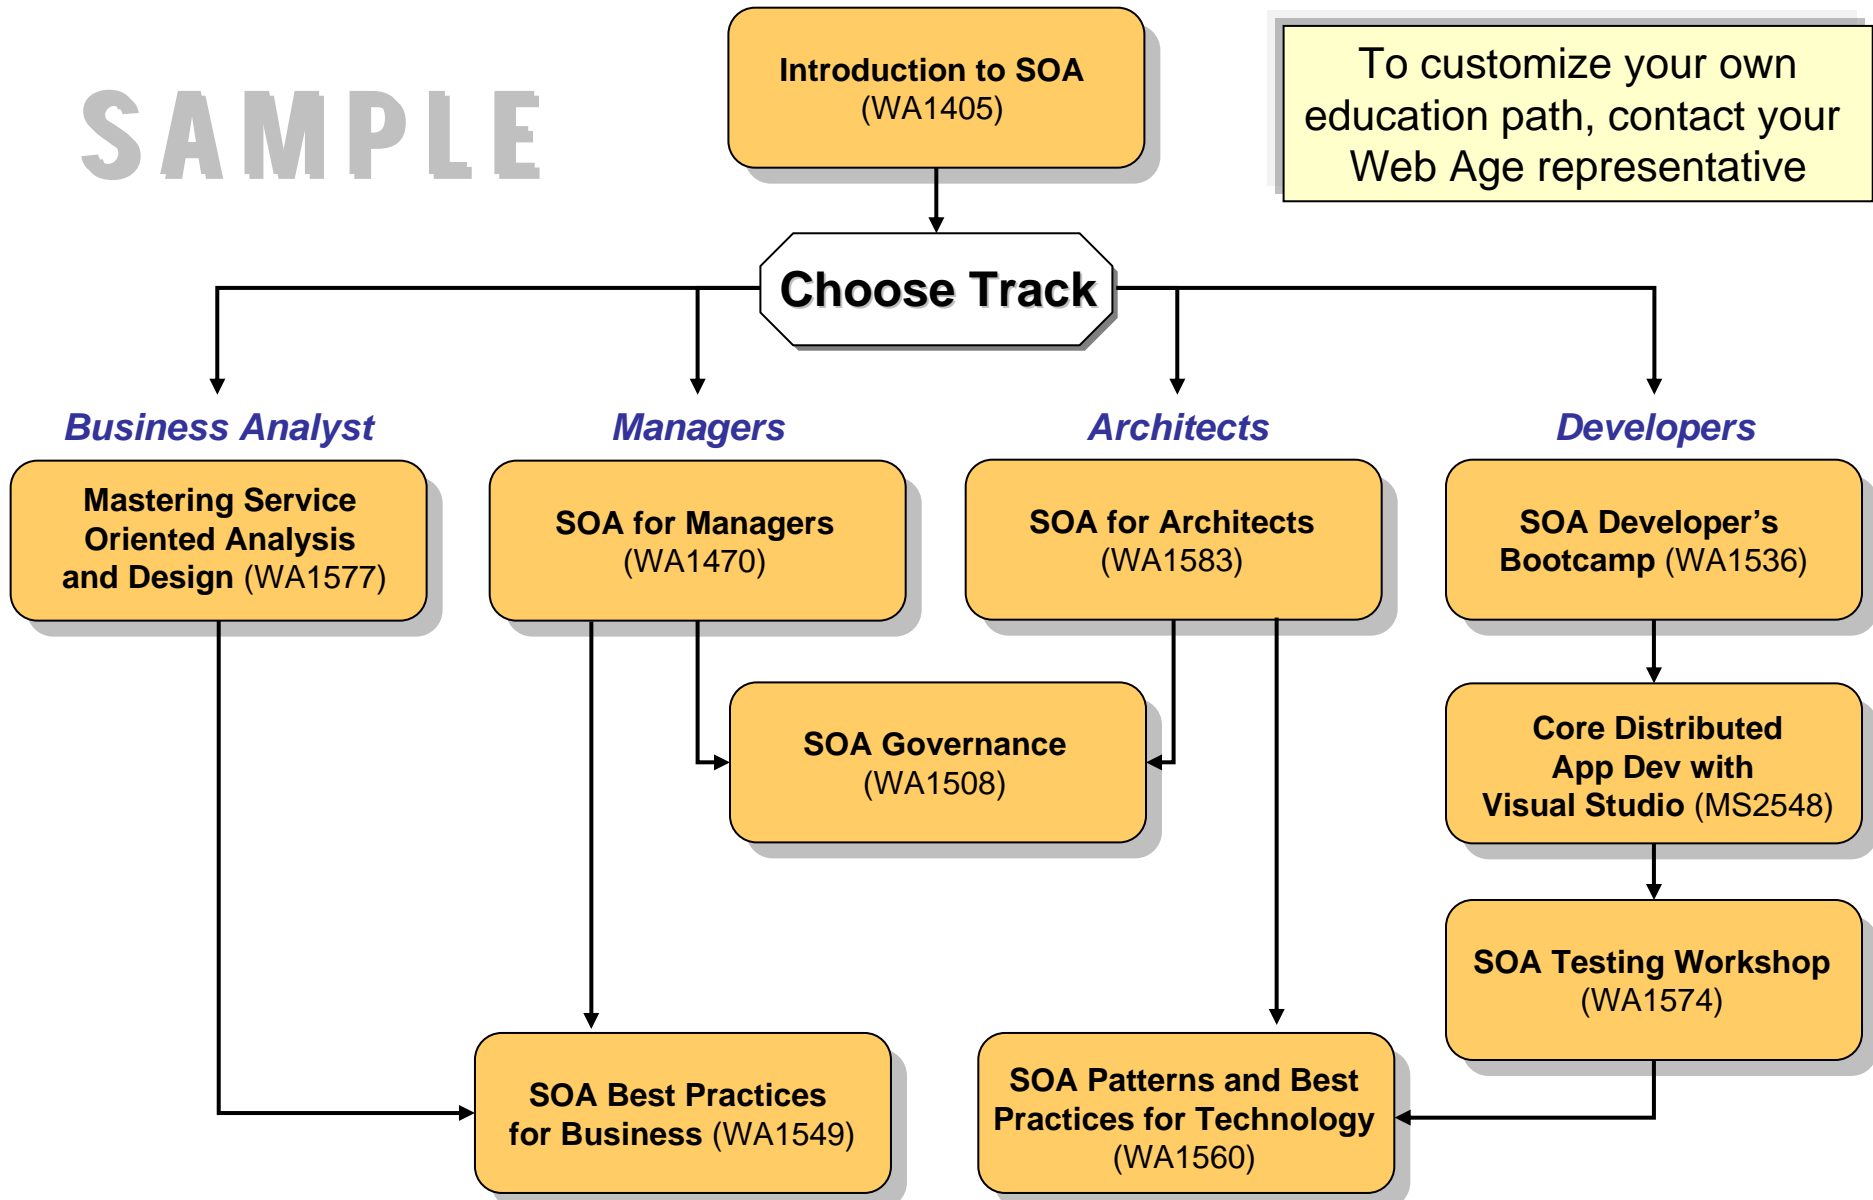 SAMPLE
Introduction to SOA
(WA1405)
To customize your own
education path, contact your
Web Age representative
Choose Track
Business Analyst
Mastering Service
Oriented Analysis
and Design (WA1577)
Managers
SOA for Managers
(WA1470)
Architects
SOA for Architects
(WA1583)
Developers
SOA Developer’s
Bootcamp (WA1536)
SOA Governance
(WA1508)
Core Distributed
App Dev with
Visual Studio (MS2548)
SOA Testing Workshop
(WA1574)
SOA Best Practices
for Business (WA1549)
SOA Patterns and Best
Practices for Technology
(WA1560)